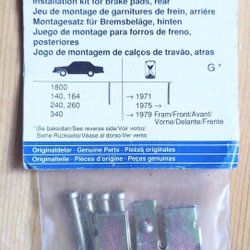 Installation kit for brake pads, rear
Jeu de montage de garnitures de frein, arriére
Montagesatz für Bremsbeläge, hinten
Juego de montaje para forros de freno,
posteriores
Jogo de montagem de calços de travão, atras
G*
1800
140, 164 → 1971
240, 260 1975 →
340 → 1979 Fram/Front/Avant/
Vorne/Delante/Frente
*)Se baksidan/See reverse side/Voir verso/
Siehe Rückseite/Véase al dorso/Ver verso
Originaldelar · Genuine Parts · Piezas originales
Originalteile · Pièces d'origine · Peças genuinas